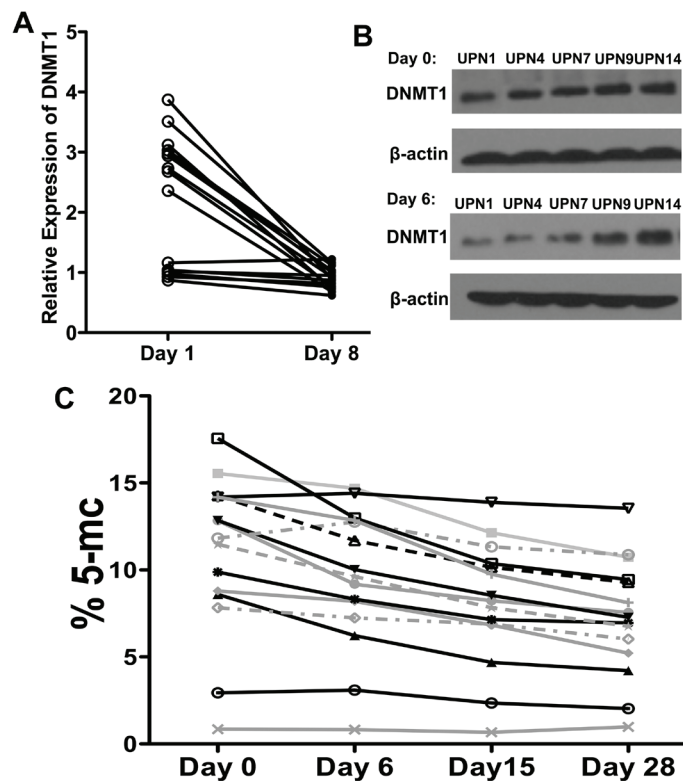 A
Relative Expression of DNMT1
5
4
3
2
1
0
Day 1 Day 8
B
Day 0: UPN1 UPN4 UPN7 UPN9 UPN14
DNMT1
β-actin
Day 6: UPN1 UPN4 UPN7 UPN9 UPN14
DNMT1
β-actin
C
% 5-mc
20
15
10
5
0
Day 0 Day 6 Day15 Day 28